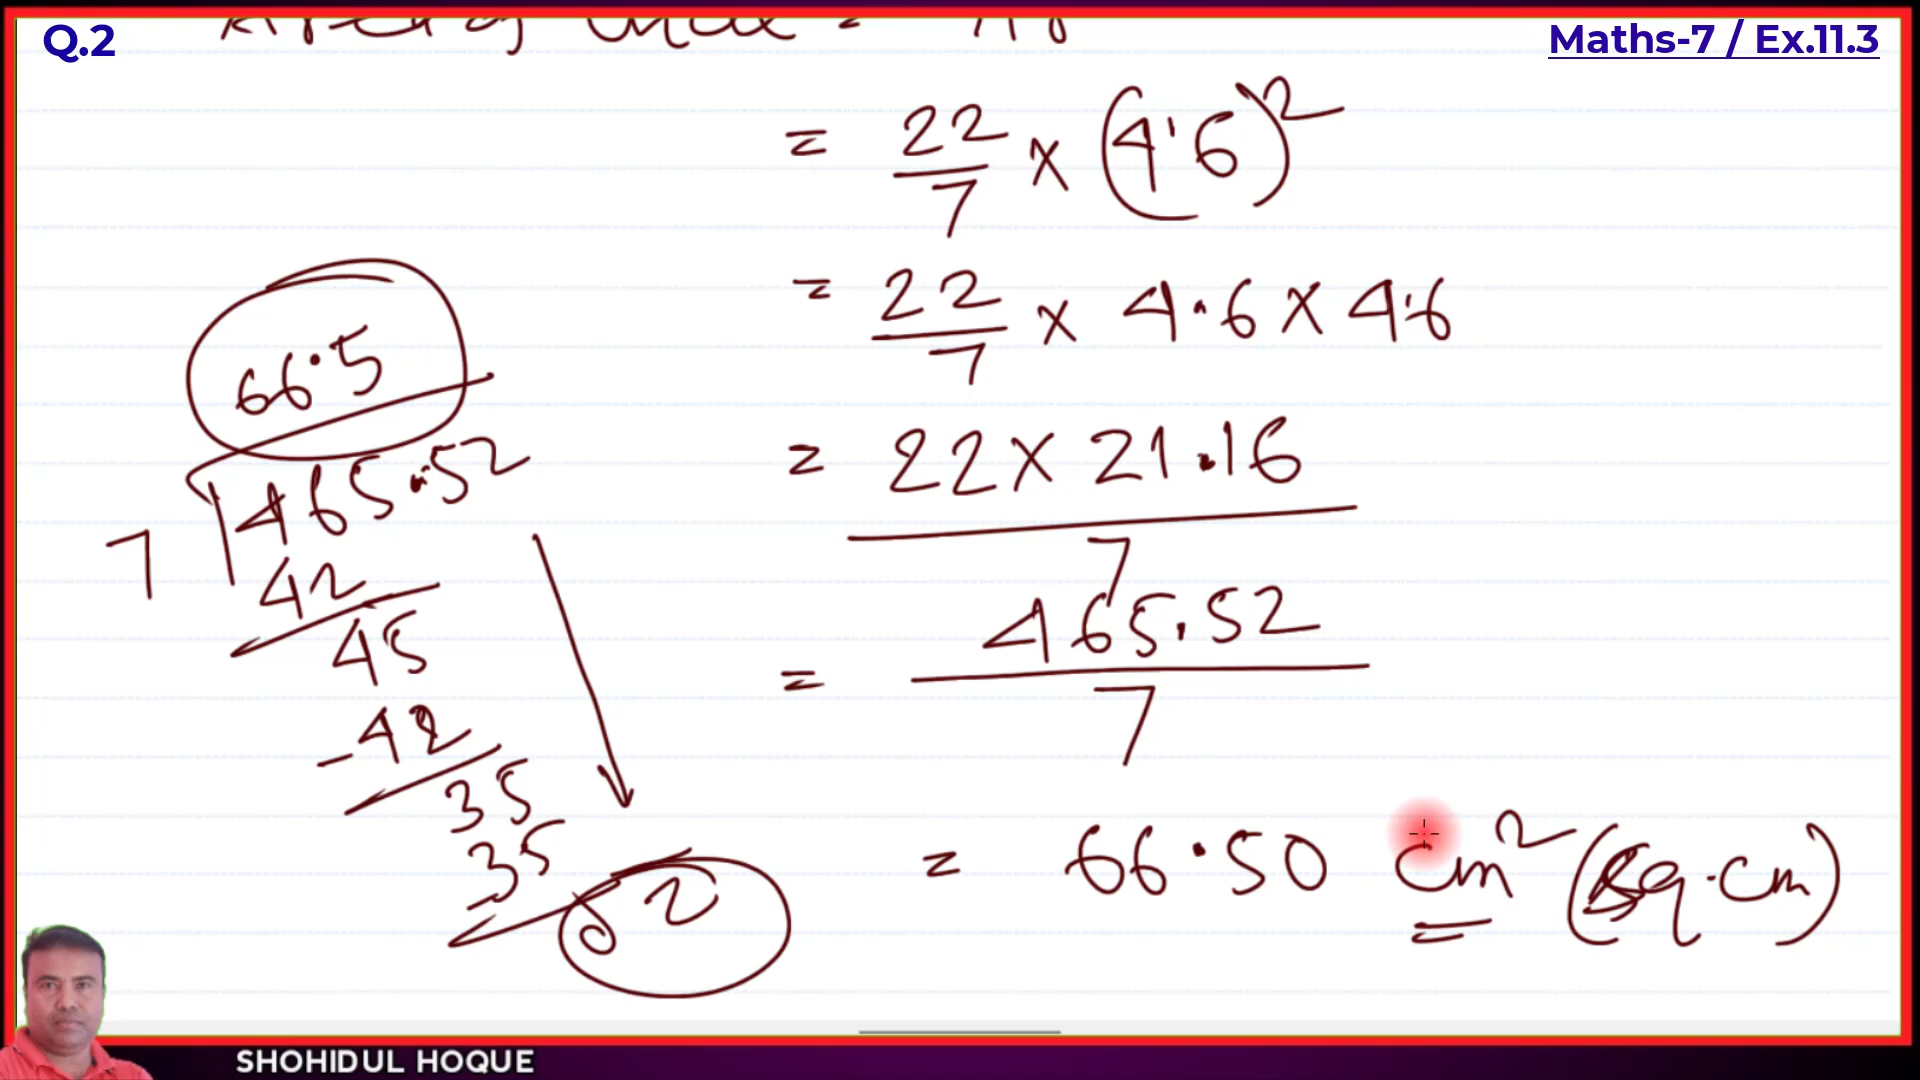 Q.2
Maths-7 / Ex.11.3
= 22/7 × (4.6)²
= 22/7 × 4.6 × 4.6
= 22 × 21.16 / 7
= 465.52 / 7
= 66.50 cm² (sq.cm)
66.5
7 465.52
42
45
-42
35
35
02
SHOHIDUL HOQUE